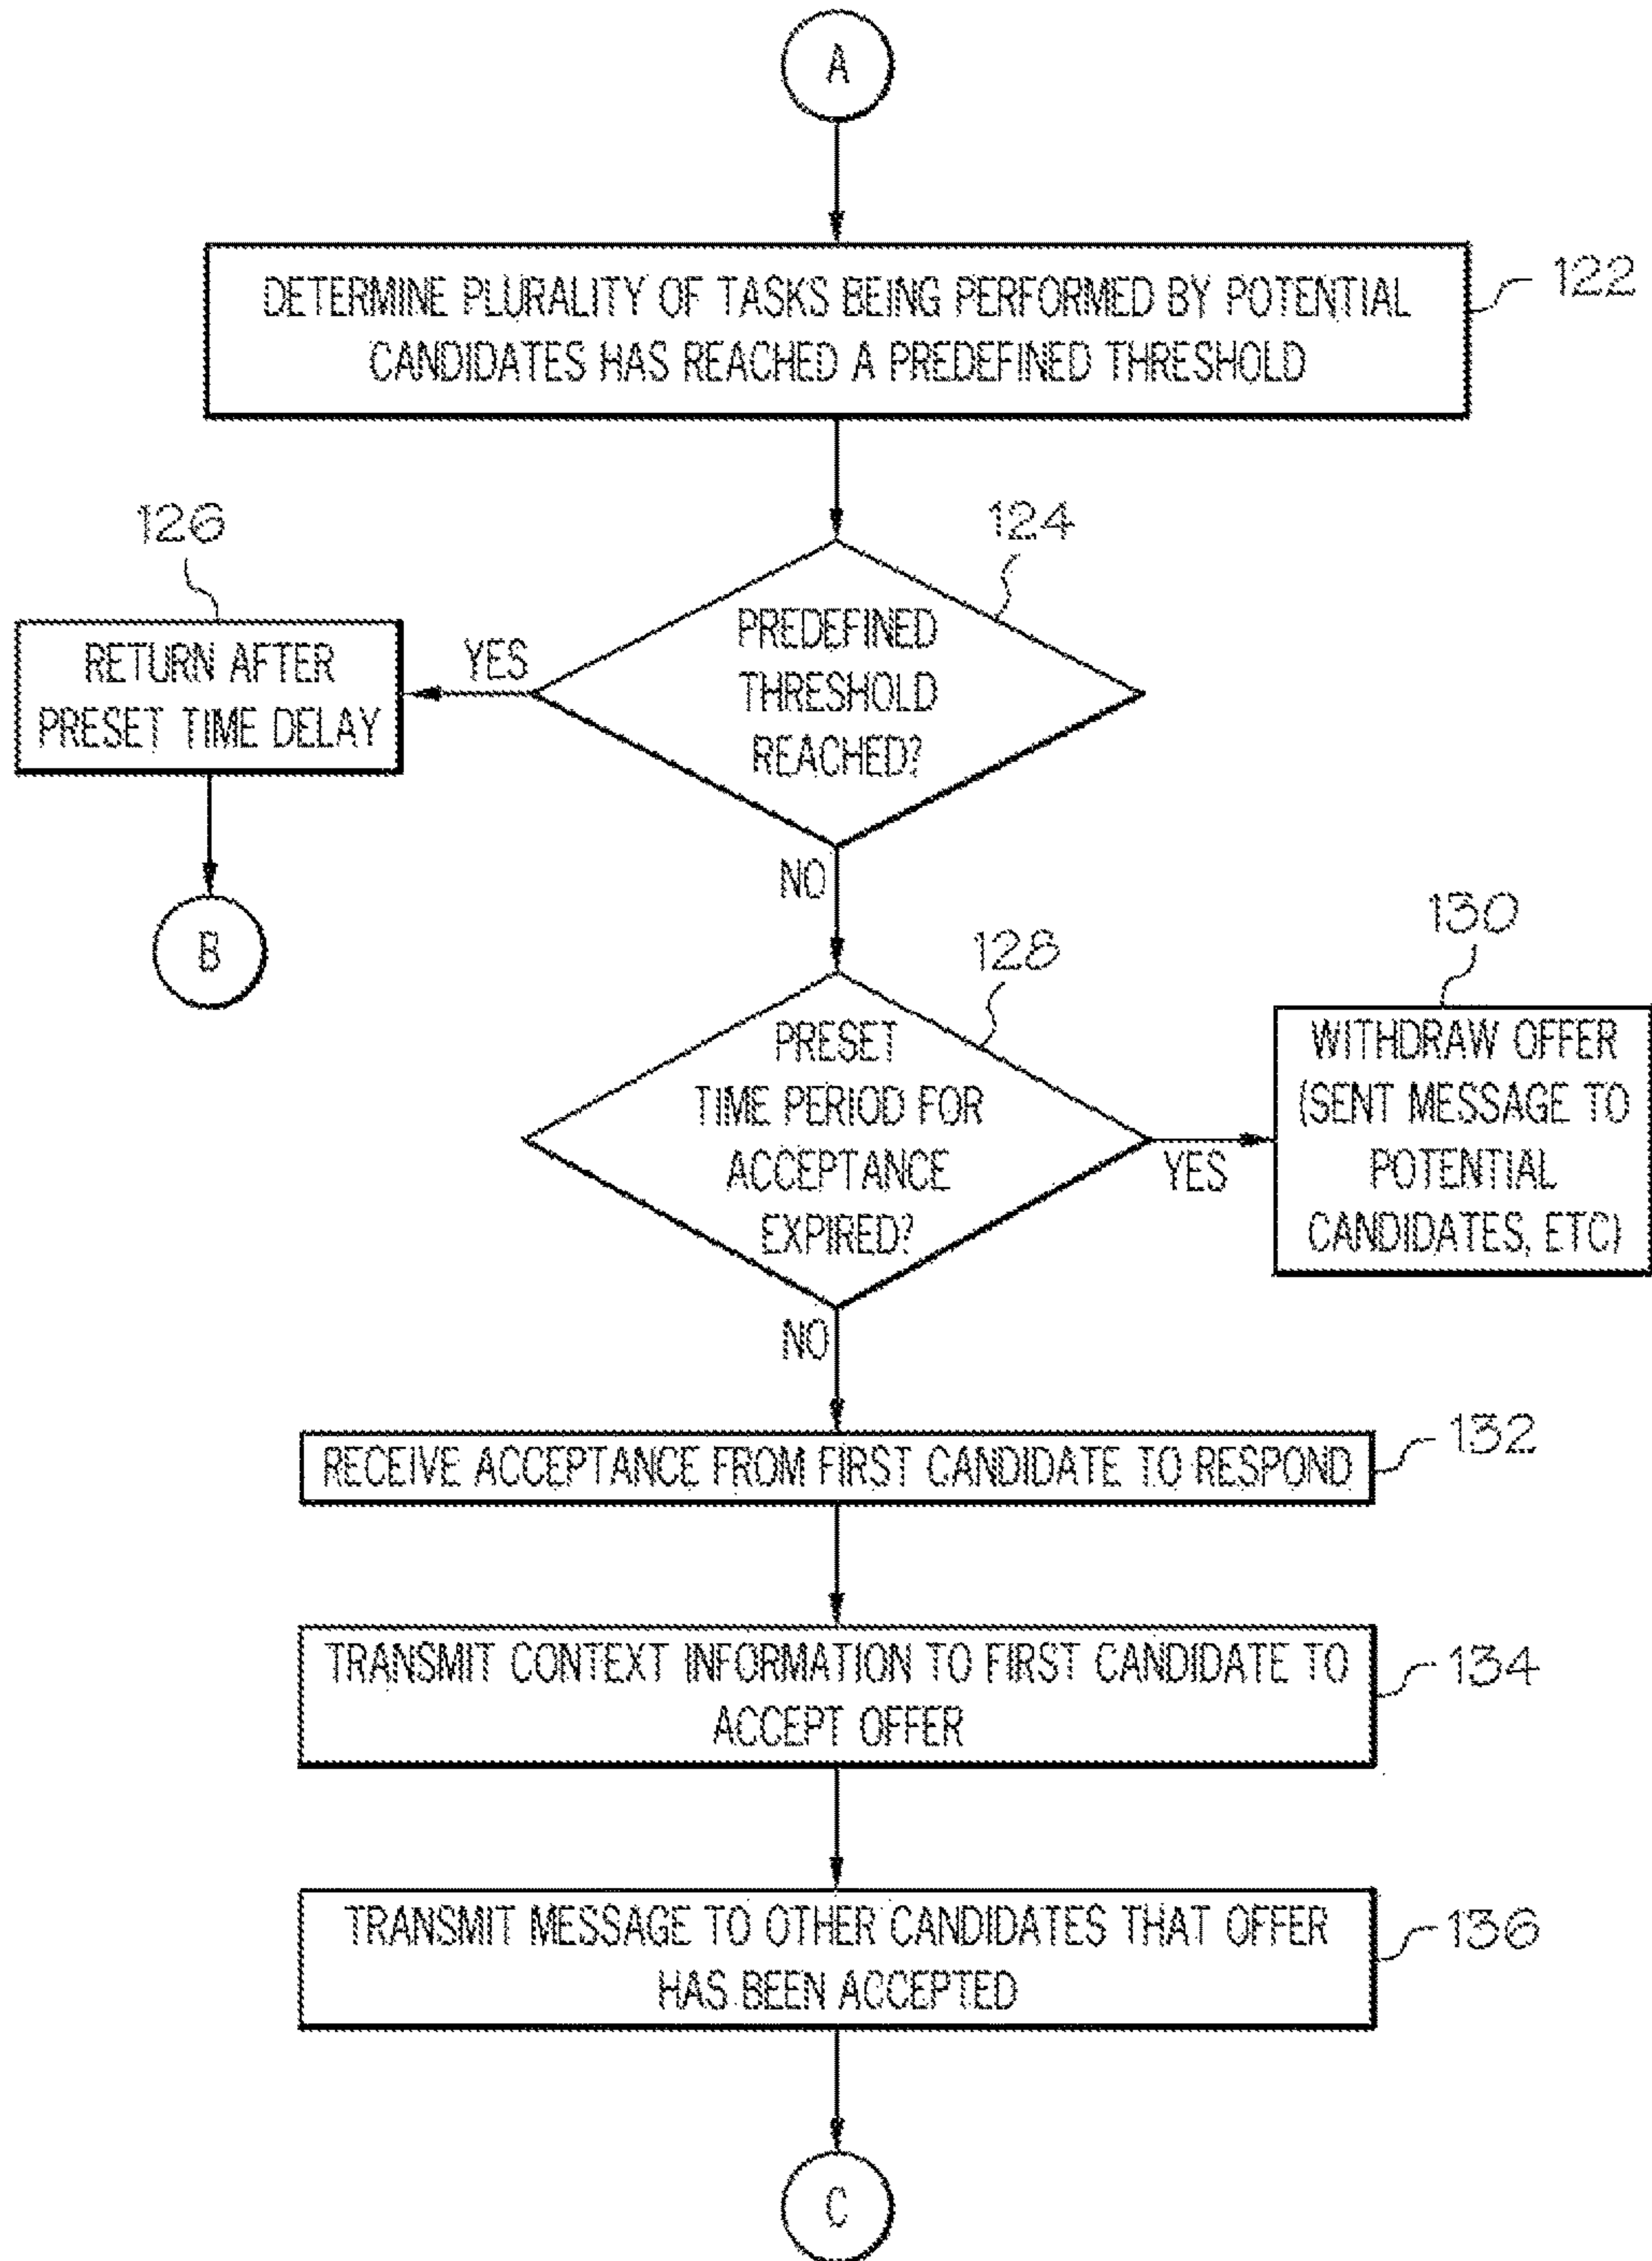 A
DETERMINE PLURALITY OF TASKS BEING PERFORMED BY POTENTIAL
CANDIDATES HAS REACHED A PREDEFINED THRESHOLD
122
124
PREDEFINED
THRESHOLD
REACHED?
YES
126
RETURN AFTER
PRESET TIME DELAY
B
NO
128
PRESET
TIME PERIOD FOR
ACCEPTANCE
EXPIRED?
YES
130
WITHDRAW OFFER
(SENT MESSAGE TO
POTENTIAL
CANDIDATES, ETC)
NO
RECEIVE ACCEPTANCE FROM FIRST CANDIDATE TO RESPOND
132
TRANSMIT CONTEXT INFORMATION TO FIRST CANDIDATE TO
ACCEPT OFFER
134
TRANSMIT MESSAGE TO OTHER CANDIDATES THAT OFFER
HAS BEEN ACCEPTED
136
C